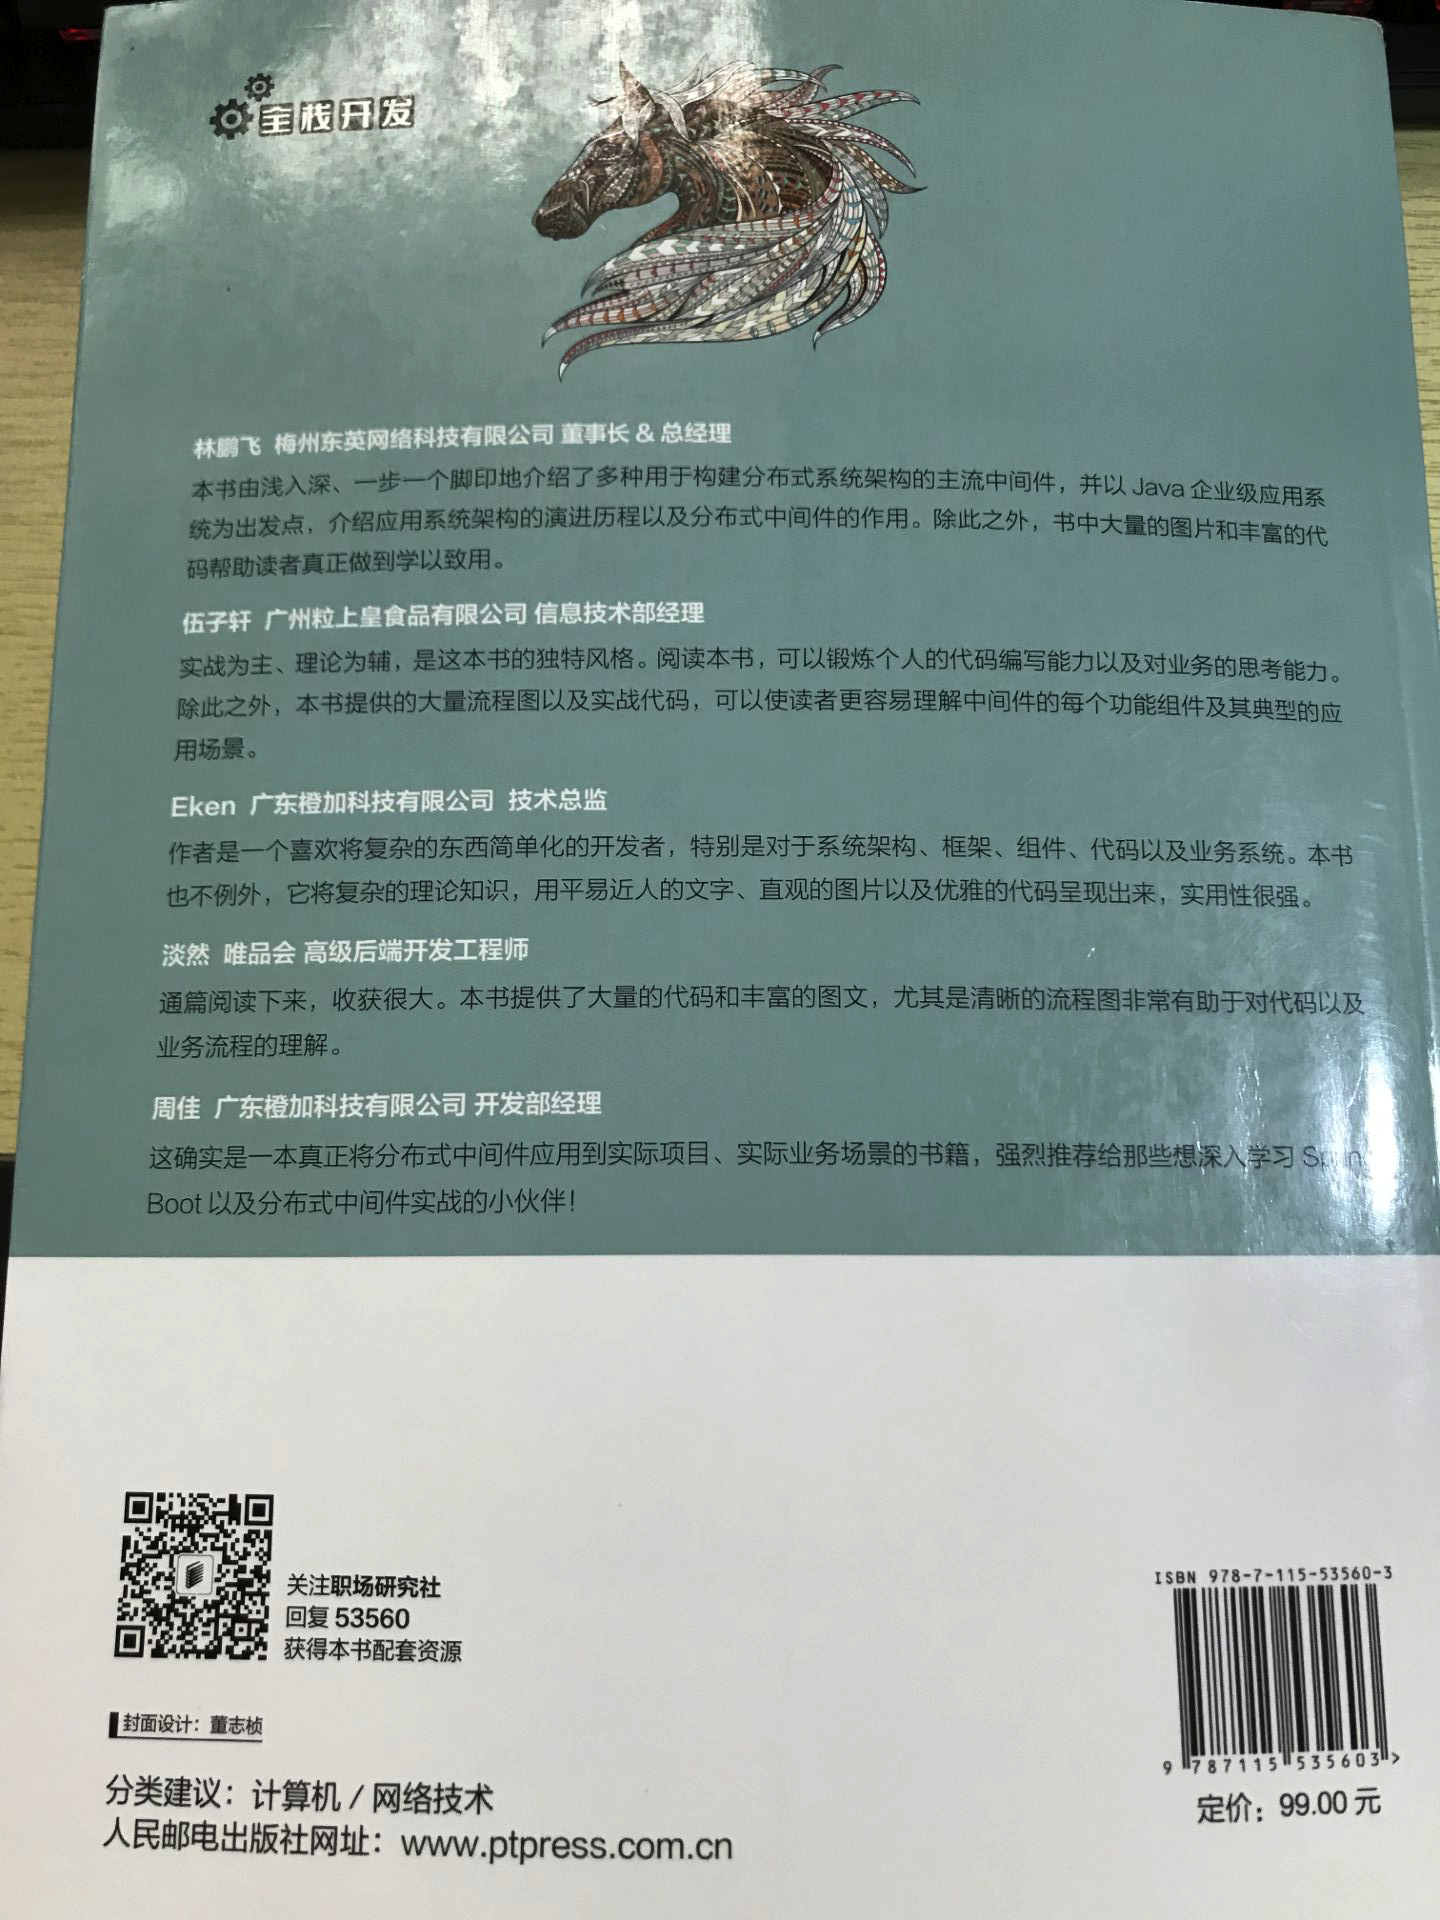 全栈开发
林鹏飞 梅州东英网络科技有限公司 董事长 & 总经理
本书由浅入深、一步一个脚印地介绍了多种用于构建分布式系统架构的主流中间件，并以 Java 企业级应用系
统为出发点，介绍应用系统架构的演进历程以及分布式中间件的作用。除此之外，书中大量的图片和丰富的代
码帮助读者真正做到学以致用。
伍子轩 广州粒上皇食品有限公司 信息技术部经理
实战为主、理论为辅，是这本书的独特风格。阅读本书，可以锻炼个人的代码编写能力以及对业务的思考能力。
除此之外，本书提供的大量流程图以及实战代码，可以使读者更容易理解中间件的每个功能组件及其典型的应
用场景。
Eken 广东橙加科技有限公司 技术总监
作者是一个喜欢将复杂的东西简单化的开发者，特别是对于系统架构、框架、组件、代码以及业务系统。本书
也不例外，它将复杂的理论知识，用平易近人的文字、直观的图片以及优雅的代码呈现出来，实用性很强。
淡然 唯品会 高级后端开发工程师
通篇阅读下来，收获很大。本书提供了大量的代码和丰富的图文，尤其是清晰的流程图非常有助于对代码以及
业务流程的理解。
周佳 广东橙加科技有限公司 开发部经理
这确实是一本真正将分布式中间件应用到实际项目、实际业务场景的书籍，强烈推荐给那些想深入学习
Boot 以及分布式中间件实战的小伙伴！
关注职场研究社
回复 53560
获得本书配套资源
ISBN 978-7-115-53560-3
9 787115 535603 >
定价：99.00 元
封面设计：董志桢
分类建议：计算机 / 网络技术
人民邮电出版社网址：www.ptpress.com.cn